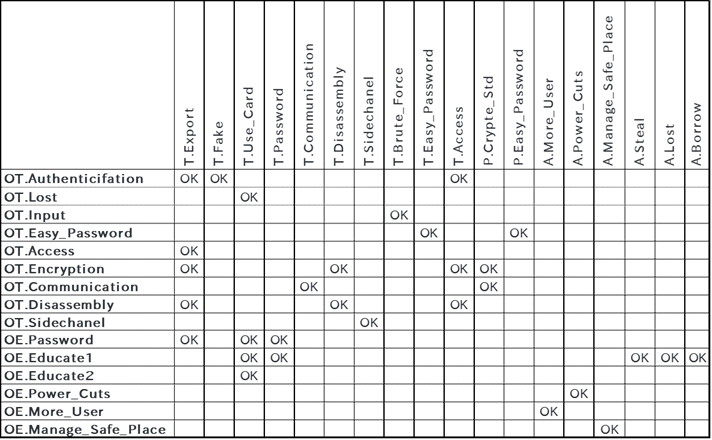 T.Export T.Fake T.Use_Card T.Password T.Communication T.Disassembly T.Sidechanel T.Brute_Force T.Easy_Password T.Access P.Crypte_Std P.Easy_Password A.More_User A.Power_Cuts A.Manage_Safe_Place A.Steal A.Lost A.Borrow
OT.Authenticifation OK OK OK
OT.Lost OK
OT.Input OK
OT.Easy_Password OK OK
OT.Access OK
OT.Encryption OK OK OK OK
OT.Communication OK OK
OT.Disassembly OK OK OK
OT.Sidechanel OK
OE.Password OK OK OK
OE.Educate1 OK OK OK OK OK
OE.Educate2 OK
OE.Power_Cuts OK
OE.More_User OK
OE.Manage_Safe_Place OK